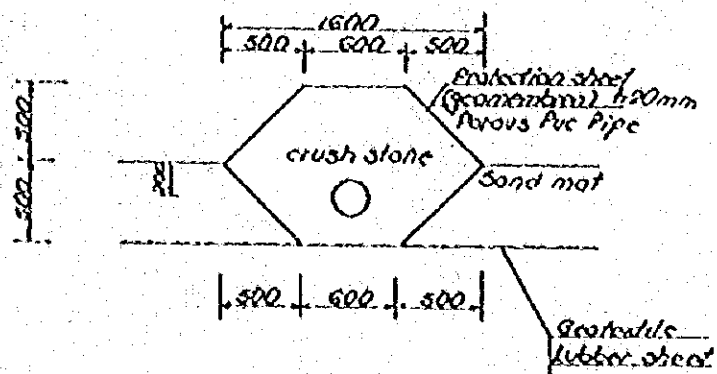 1600
500 600 500
Protection sheet
(geomembrane) t=20mm
Porous Pvc Pipe
500
crush stone
Sand mat
500
500 600 500
Geotextile
Rubber sheet